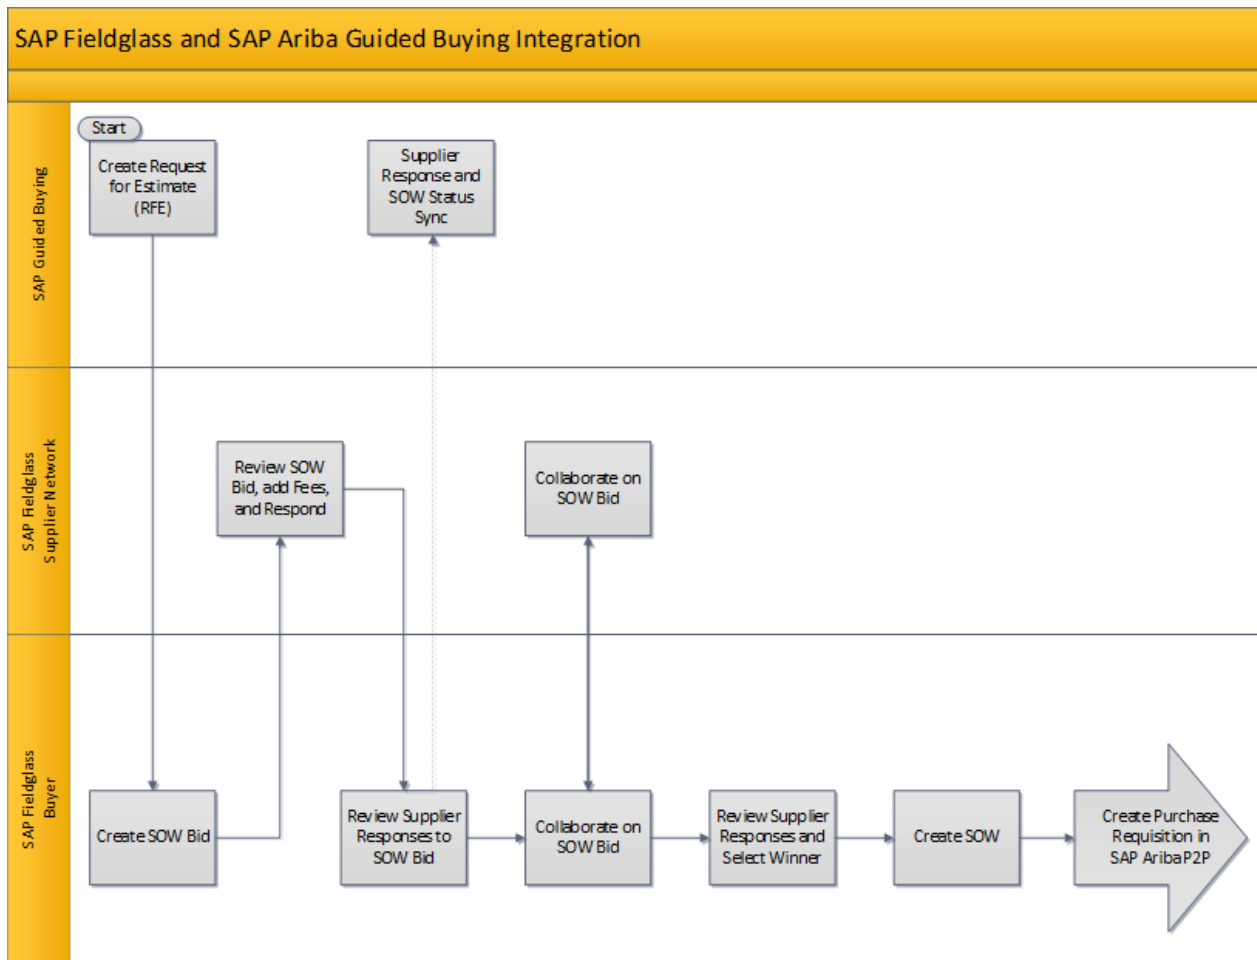 SAP Fieldglass and SAP Ariba Guided Buying Integration
SAP Guided Buying
Start
Create Request
for Estimate
(RFE)
Supplier
Response and
SOW Status
Sync
SAP Fieldglass
Supplier Network
Review SOW
Bid, add Fees,
and Respond
Collaborate on
SOW Bid
SAP Fieldglass
Buyer
Create SOW Bid
Review Supplier
Responses to
SOW Bid
Collaborate on
SOW Bid
Review Supplier
Responses and
Select Winner
Create SOW
Create Purchase
Requisition in
SAP Ariba P2P